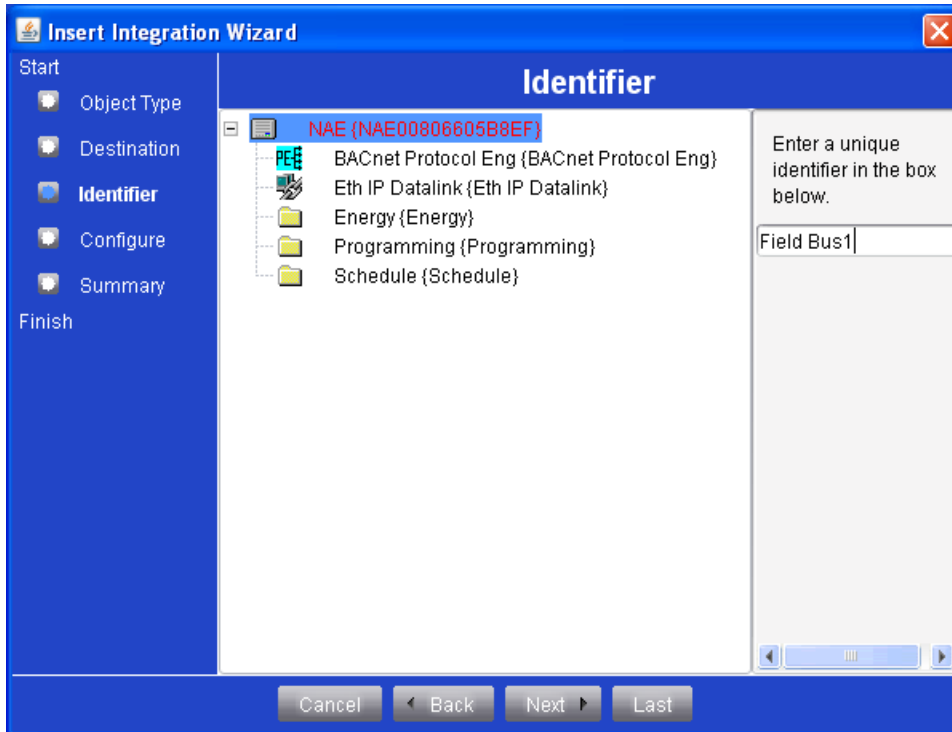 Insert Integration Wizard
Start
Object Type
Destination
Identifier
Configure
Summary
Finish
Identifier
NAE {NAE00806605B8EF}
BACnet Protocol Eng {BACnet Protocol Eng}
Eth IP Datalink {Eth IP Datalink}
Energy {Energy}
Programming {Programming}
Schedule {Schedule}
Enter a unique
identifier in the box
below.
Field Bus1
Cancel
Back
Next
Last